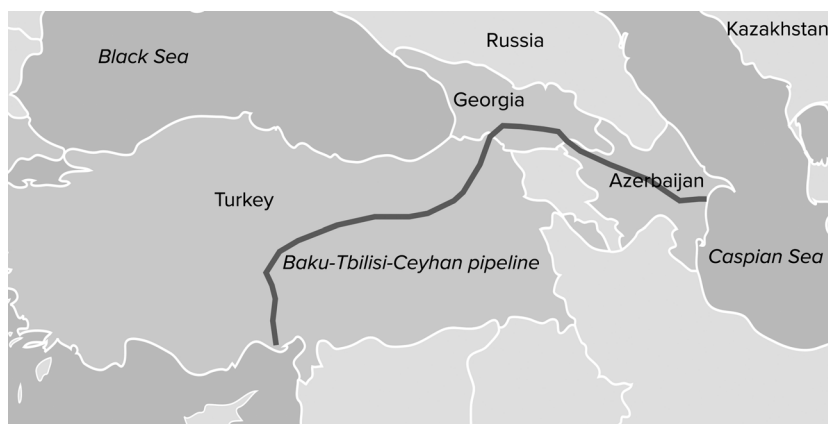 Kazakhstan
Russia
Black Sea
Georgia
Azerbaijan
Turkey
Caspian Sea
Baku-Tbilisi-Ceyhan pipeline